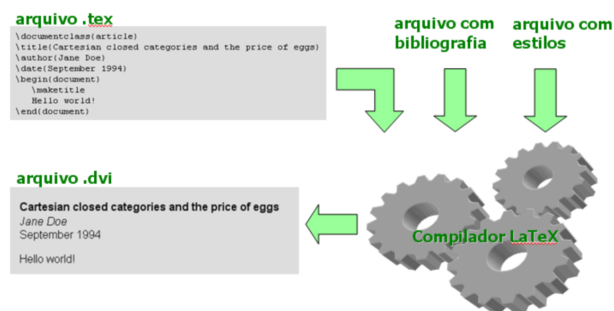 arquivo .tex
\documentclass(article)
\title(Cartesian closed categories and the price of eggs)
\author(Jane Doe)
\date(September 1994)
\begin(document)
\maketitle
Hello world!
\end(document)
arquivo com
bibliografia
arquivo com
estilos
arquivo .dvi
Cartesian closed categories and the price of eggs
Jane Doe
September 1994
Hello world!
Compilador LaTeX